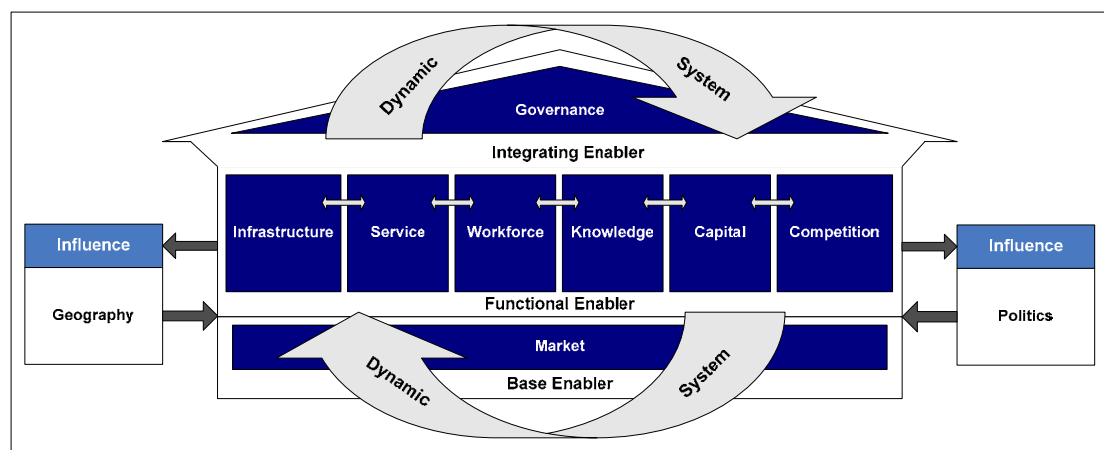 Dynamic
System
Governance
Integrating Enabler
Infrastructure
Service
Workforce
Knowledge
Capital
Competition
Functional Enabler
Influence
Geography
Influence
Politics
Market
Base Enabler
Dynamic
System